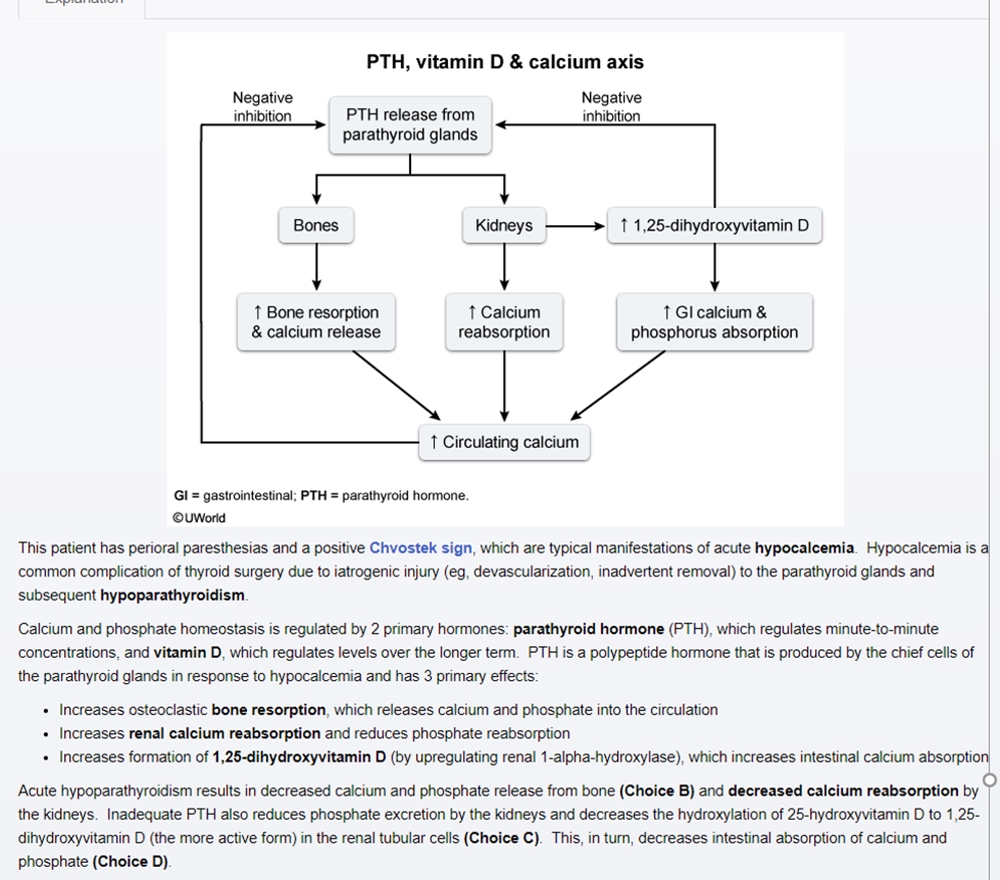 Explanation
PTH, vitamin D & calcium axis
Negative
inhibition
Negative
inhibition
PTH release from
parathyroid glands
Bones
Kidneys
↑ 1,25-dihydroxyvitamin D
↑ Bone resorption
& calcium release
↑ Calcium
reabsorption
↑ GI calcium &
phosphorus absorption
↑ Circulating calcium
GI = gastrointestinal; PTH = parathyroid hormone.
©UWorld
This patient has perioral paresthesias and a positive Chvostek sign, which are typical manifestations of acute hypocalcemia. Hypocalcemia is a
common complication of thyroid surgery due to iatrogenic injury (eg, devascularization, inadvertent removal) to the parathyroid glands and
subsequent hypoparathyroidism.
Calcium and phosphate homeostasis is regulated by 2 primary hormones: parathyroid hormone (PTH), which regulates minute-to-minute
concentrations, and vitamin D, which regulates levels over the longer term. PTH is a polypeptide hormone that is produced by the chief cells of
the parathyroid glands in response to hypocalcemia and has 3 primary effects:
• Increases osteoclastic bone resorption, which releases calcium and phosphate into the circulation
• Increases renal calcium reabsorption and reduces phosphate reabsorption
• Increases formation of 1,25-dihydroxyvitamin D (by upregulating renal 1-alpha-hydroxylase), which increases intestinal calcium absorption
Acute hypoparathyroidism results in decreased calcium and phosphate release from bone (Choice B) and decreased calcium reabsorption by
the kidneys. Inadequate PTH also reduces phosphate excretion by the kidneys and decreases the hydroxylation of 25-hydroxyvitamin D to 1,25-
dihydroxyvitamin D (the more active form) in the renal tubular cells (Choice C). This, in turn, decreases intestinal absorption of calcium and
phosphate (Choice D).